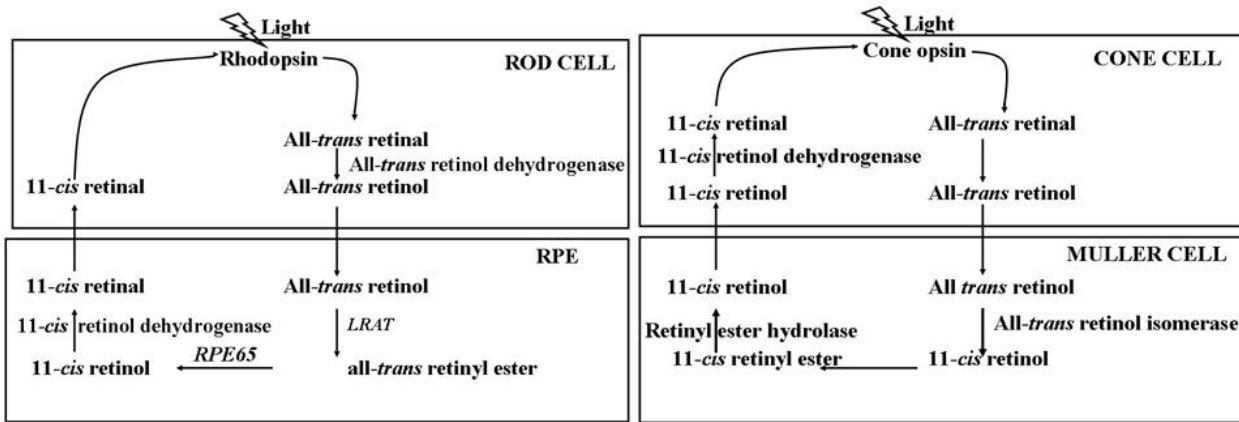 Light
Rhodopsin
ROD CELL
All-trans retinal
All-trans retinol dehydrogenase
11-cis retinal
All-trans retinol
RPE
11-cis retinal
All-trans retinol
11-cis retinol dehydrogenase
LRAT
RPE65
11-cis retinol
all-trans retinyl ester
Light
Cone opsin
CONE CELL
11-cis retinal
All-trans retinal
11-cis retinol dehydrogenase
11-cis retinol
All-trans retinol
MULLER CELL
11-cis retinol
All trans retinol
Retinyl ester hydrolase
All-trans retinol isomerase
11-cis retinyl ester
11-cis retinol